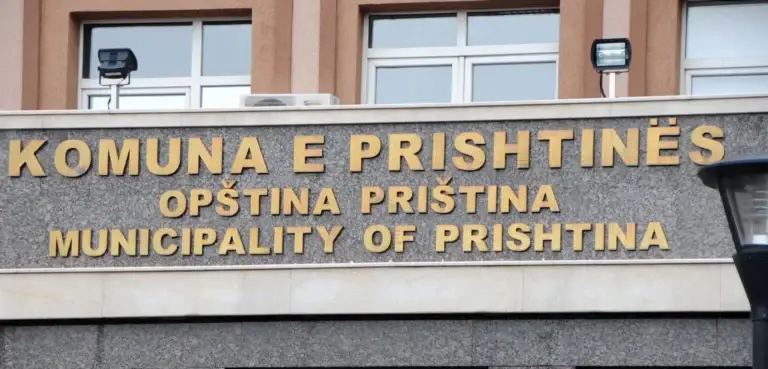 KOMUNA E PRISHTINËS
OPŠTINA PRIŠTINA
MUNICIPALITY OF PRISHTINA